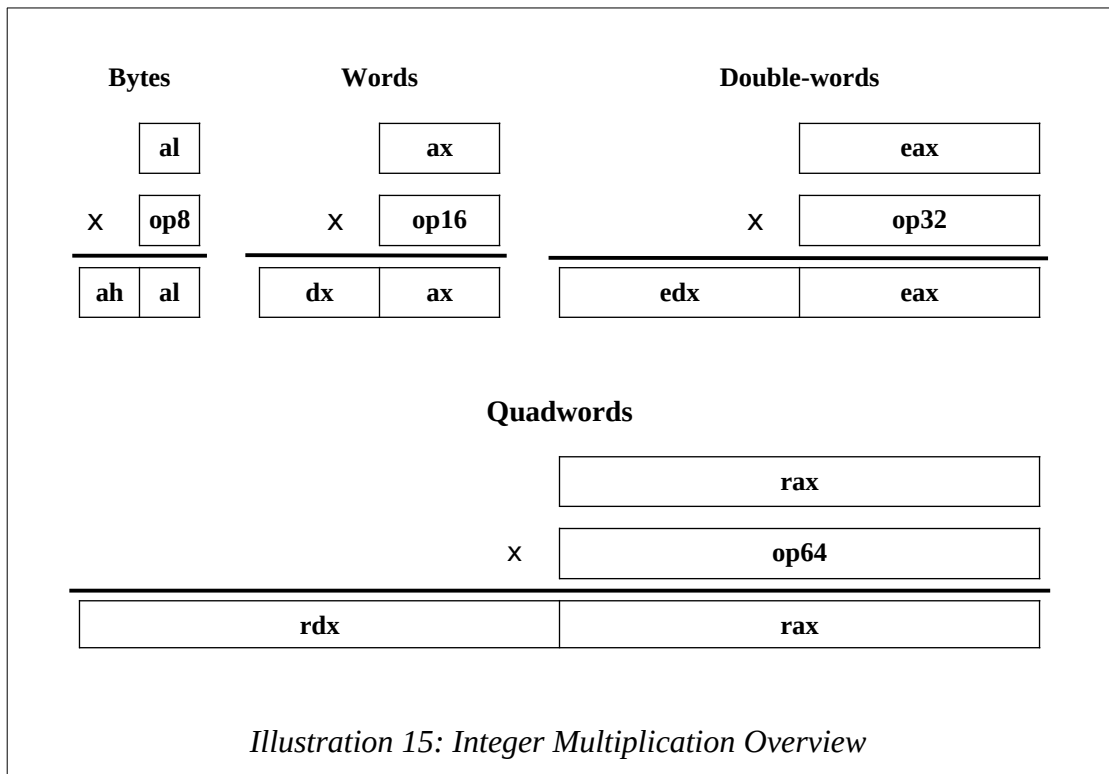 Bytes Words Double-words
al ax eax
x op8 x op16 x op32
ah al dx ax edx eax
Quadwords
rax
x op64
rdx rax
Illustration 15: Integer Multiplication Overview